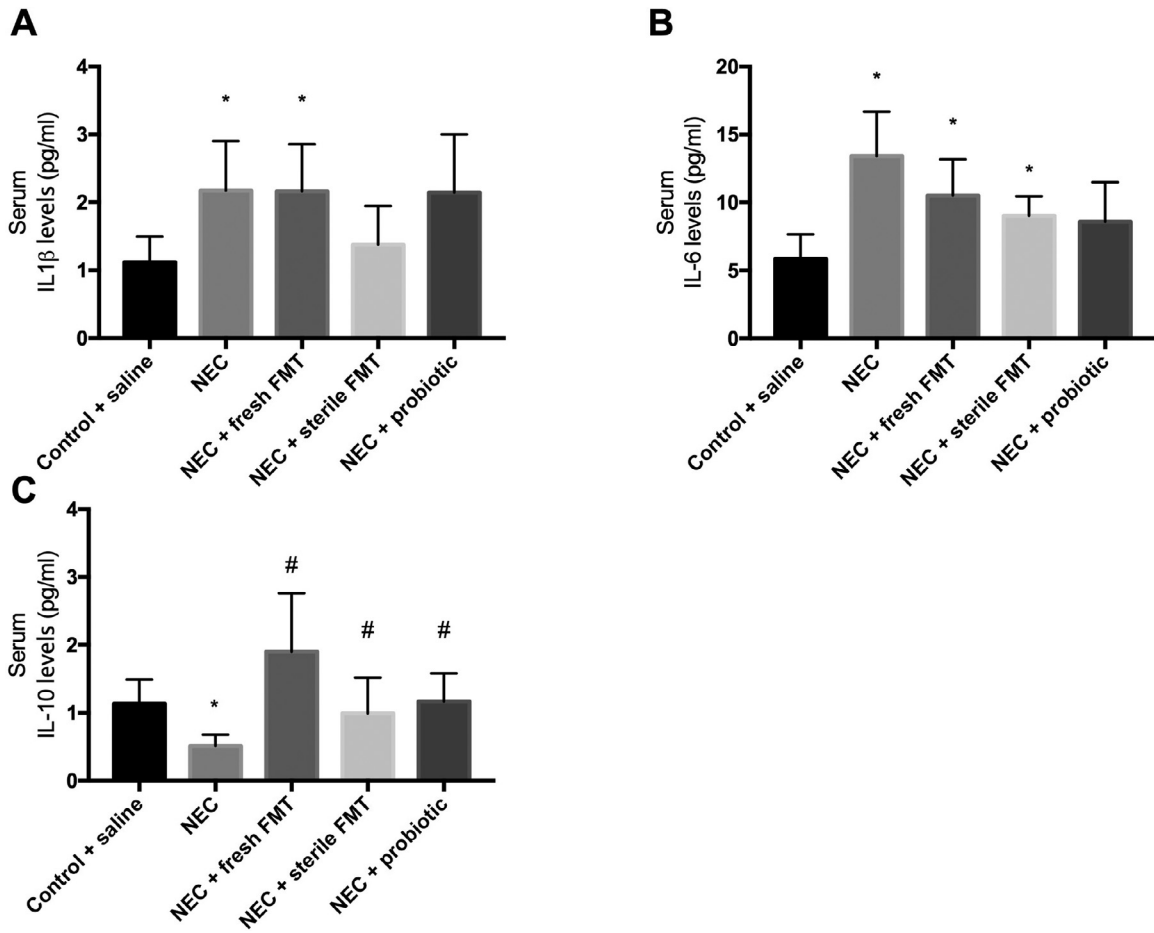 A
Serum
IL1β levels (pg/ml)
4
3
2
1
0
*
*
Control + saline
NEC
NEC + fresh FMT
NEC + sterile FMT
NEC + probiotic
B
Serum
IL-6 levels (pg/ml)
20
15
10
5
0
*
*
*
Control + saline
NEC
NEC + fresh FMT
NEC + sterile FMT
NEC + probiotic
C
Serum
IL-10 levels (pg/ml)
4
3
2
1
0
*
#
#
#
Control + saline
NEC
NEC + fresh FMT
NEC + sterile FMT
NEC + probiotic